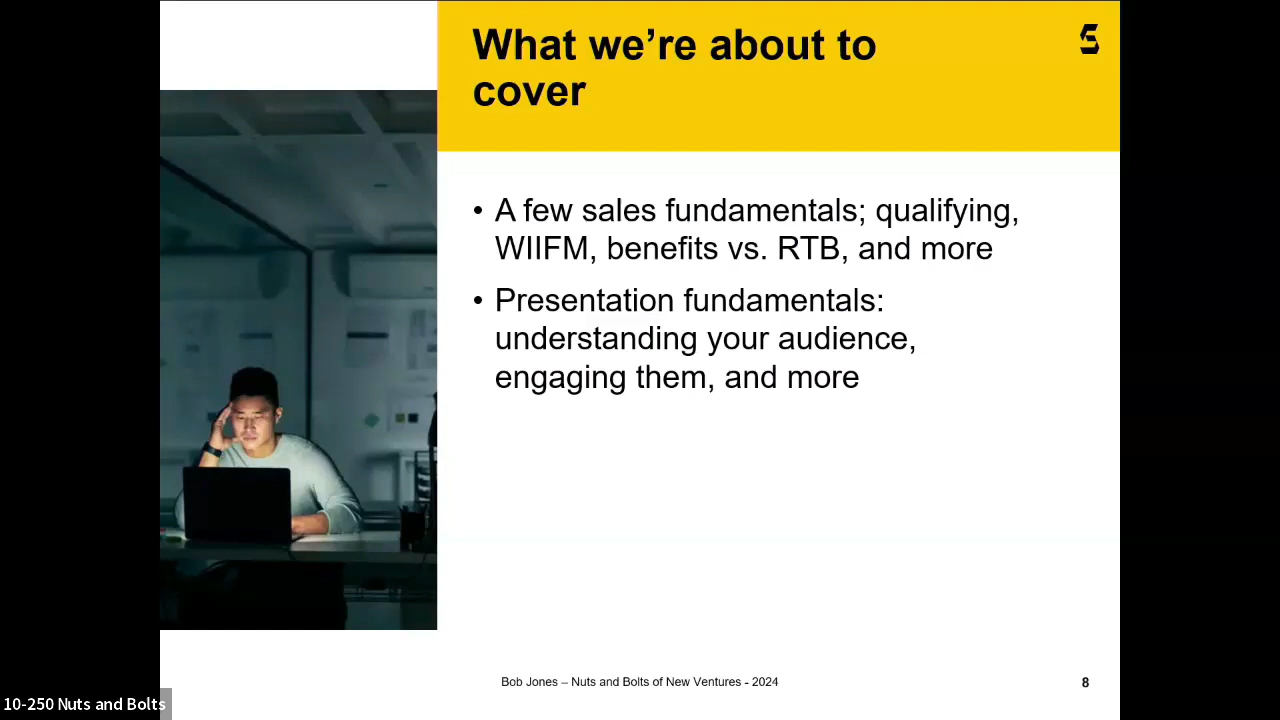 What we’re about to
cover
• A few sales fundamentals; qualifying,
WIIFM, benefits vs. RTB, and more
• Presentation fundamentals:
understanding your audience,
engaging them, and more
Bob Jones – Nuts and Bolts of New Ventures - 2024
8
10-250 Nuts and Bolts